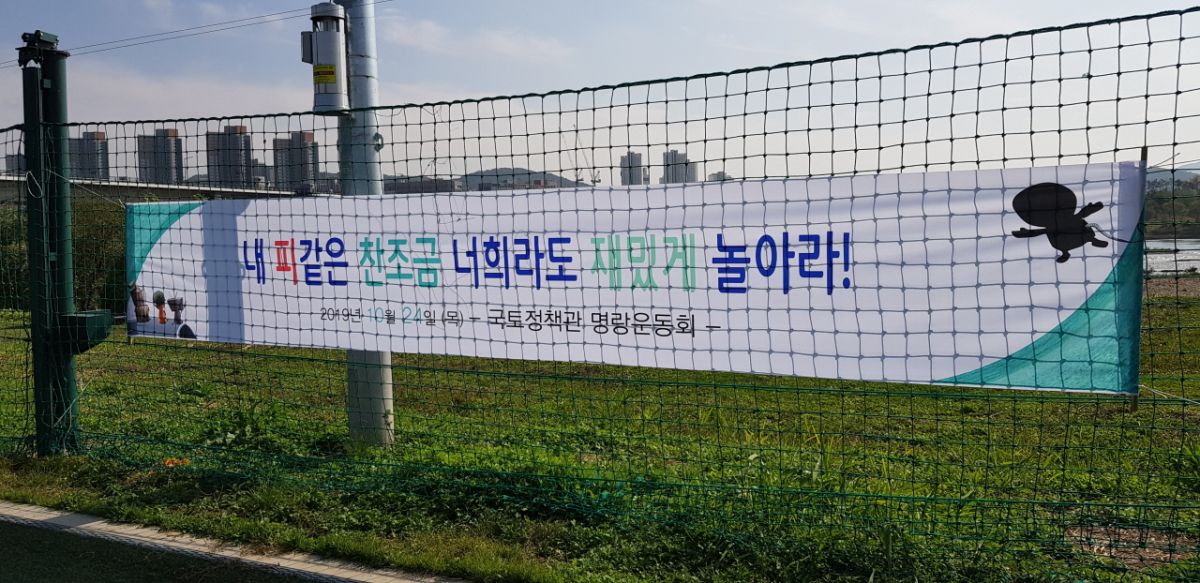 내 피같은 찬조금 너희라도 재밌게 놀아라!
2019년 10월 24일 (목) - 국토정책관 명랑운동회 -